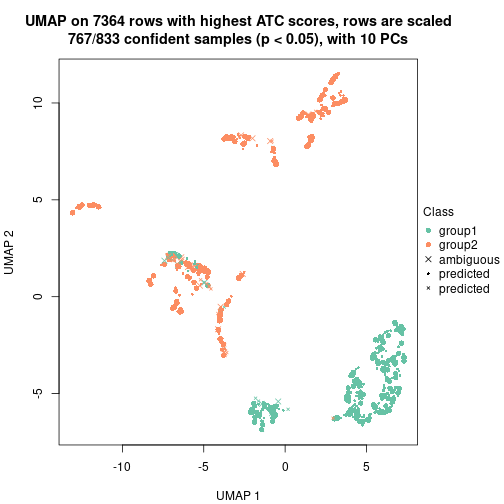 UMAP on 7364 rows with highest ATC scores, rows are scaled
767/833 confident samples (p < 0.05), with 10 PCs
UMAP 2
10
5
0
-5
-10
-5
0
5
UMAP 1
Class
group1
group2
ambiguous
predicted
predicted